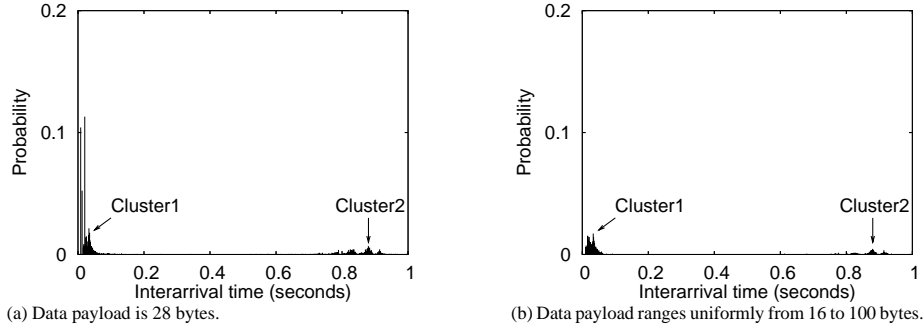 0.2
0.1
0
Probability
Cluster1
Cluster2
0 0.2 0.4 0.6 0.8 1
Interarrival time (seconds)
(a) Data payload is 28 bytes.
0.2
0.1
0
Probability
Cluster1
Cluster2
0 0.2 0.4 0.6 0.8 1
Interarrival time (seconds)
(b) Data payload ranges uniformly from 16 to 100 bytes.